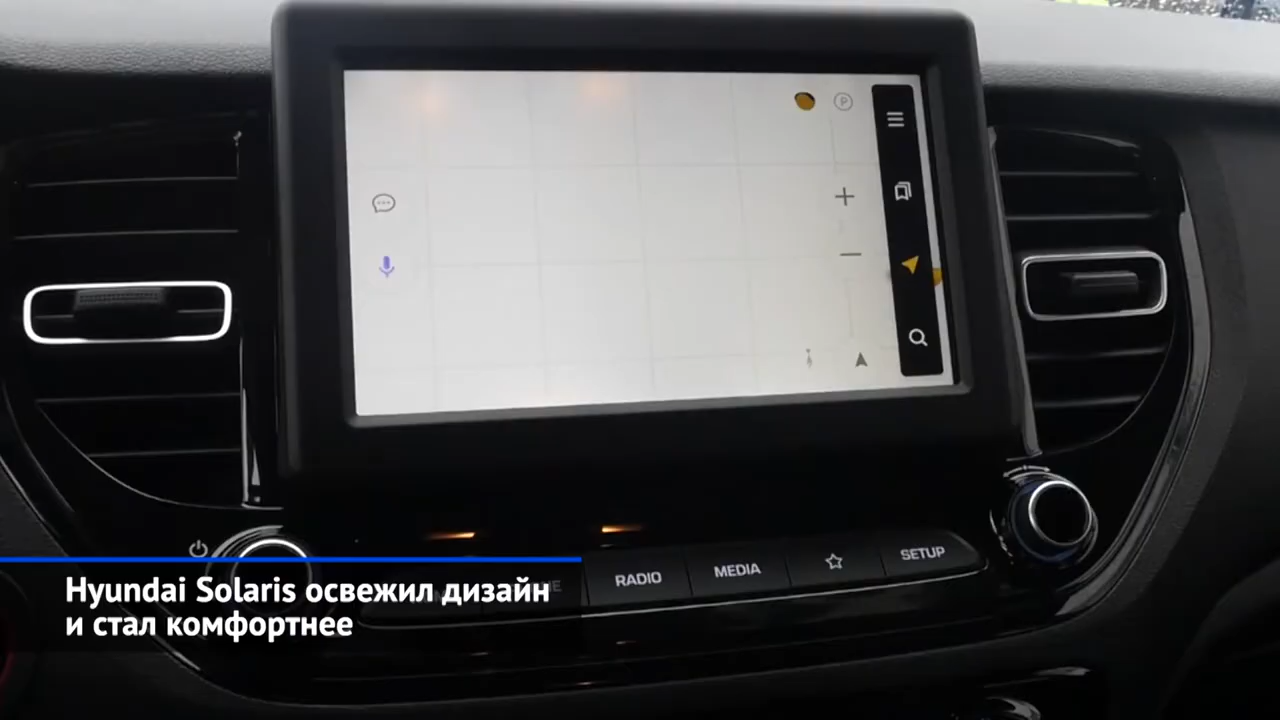 P
RADIO
MEDIA
SETUP
Hyundai Solaris освежил дизайн
и стал комфортнее